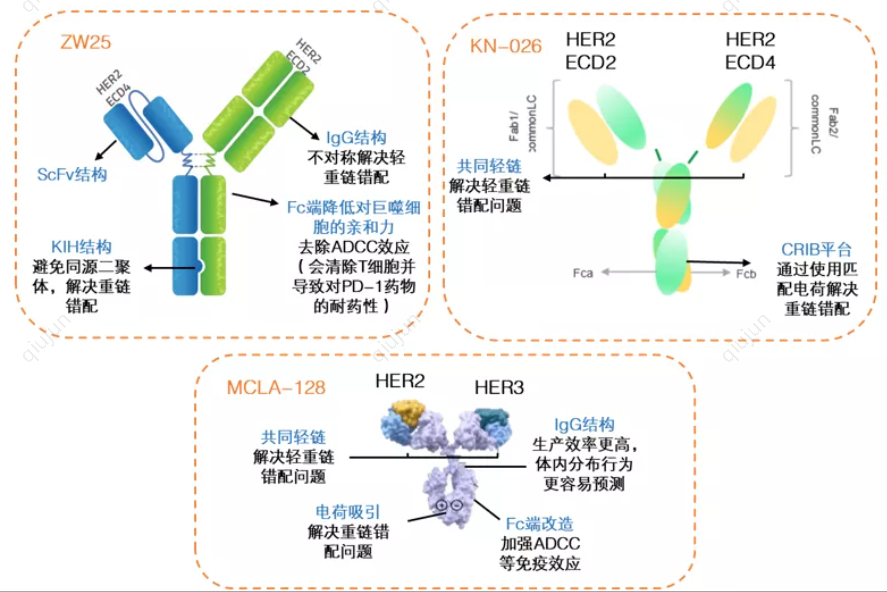 ZW25
HER2
ECD4
HER2
ECD2
ScFv结构
IgG结构
不对称解决轻
重链错配
Fc端降低对巨噬细
胞的亲和力
去除ADCC效应
（会清除T细胞并
导致对PD-1药物
的耐药性）
KIH结构
避免同源二聚
体，解决重链
错配
KN-026
HER2
ECD2
HER2
ECD4
Fab1/
commonLC
Fab2/
commonLC
共同轻链
解决轻重链
错配问题
Fca
Fcb
CRIB平台
通过使用匹
配电荷解决
重链错配
MCLA-128
HER2
HER3
共同轻链
解决轻重链
错配问题
IgG结构
生产效率更高，
体内分布行为
更容易预测
电荷吸引
解决重链错
配问题
Fc端改造
加强ADCC
等免疫效应
qiujun
qiujun
qiujun